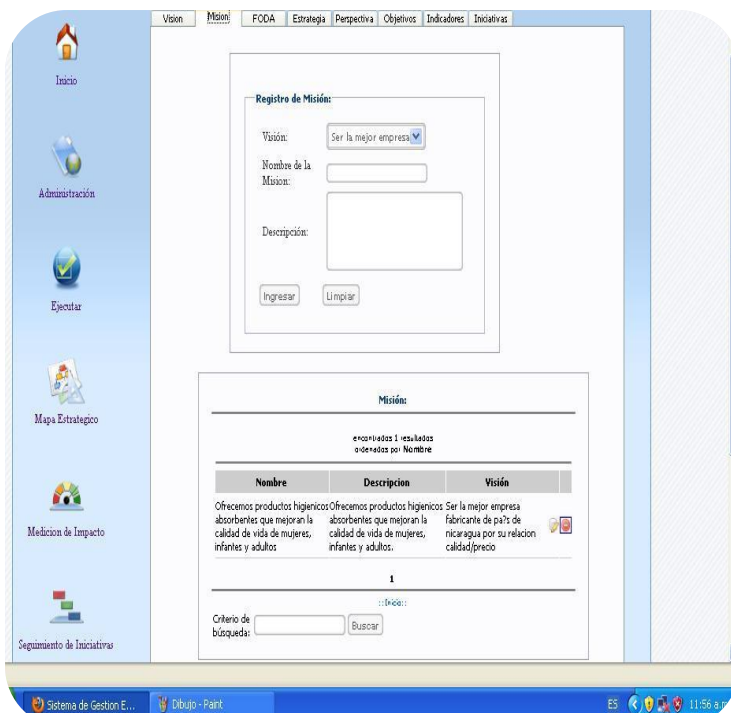 Vision Mision FODA Estrategia Perspectiva Objetivos Indicadores Iniciativas
Inicio
Administración
Ejecutar
Mapa Estrategico
Medicion de Impacto
Seguimiento de Iniciativas
Registro de Misión:
Visión: Ser la mejor empresa
Nombre de la
Mision:
Descripción:
Ingresar Limpiar
Misión:
encontrados 1 resultados
ordenados por Nombre
Nombre Descripcion Visión
Ofrecemos productos higienicos Ofrecemos productos higienicos Ser la mejor empresa
absorbentes que mejoran la absorbentes que mejoran la fabricante de pa?s de
calidad de vida de mujeres, calidad de vida de mujeres, nicaragua por su relacion
infantes y adultos infantes y adultos. calidad/precio
1
::Inicio::
Criterio de
búsqueda: Buscar
Sistema de Gestion E... Dibujo - Paint ES 11:56 a.m